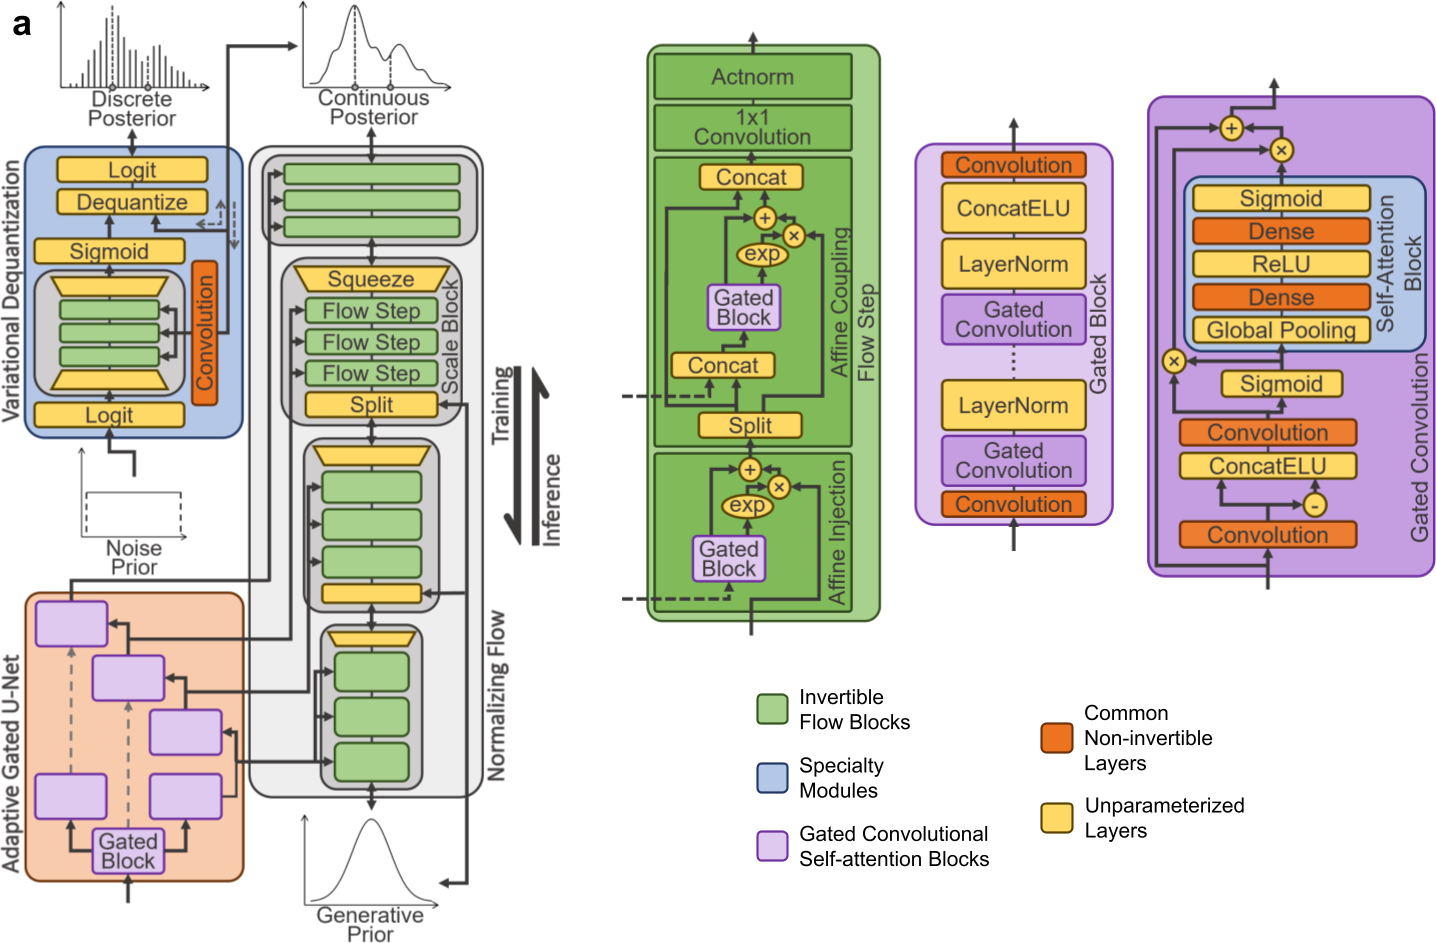 a
Discrete
Posterior
Continuous
Posterior
Variational Dequantization
Logit
Dequantize
Sigmoid
Convolution
Logit
Noise
Prior
Squeeze
Flow Step
Flow Step
Flow Step
Split
Scale Block
Normalizing Flow
Training
Inference
Adaptive Gated U-Net
Gated
Block
Generative
Prior
Actnorm
1x1
Convolution
Concat
+
×
exp
Gated
Block
Concat
Split
Affine Coupling
Flow Step
+
×
exp
Gated
Block
Affine Injection
Convolution
ConcatELU
LayerNorm
Gated
Convolution
LayerNorm
Gated
Convolution
Convolution
Gated Block
+
×
Sigmoid
Dense
ReLU
Dense
Global Pooling
Self-Attention
Block
×
Sigmoid
Convolution
ConcatELU
-
Convolution
Gated Convolution
Invertible
Flow Blocks
Specialty
Modules
Gated Convolutional
Self-attention Blocks
Common
Non-invertible
Layers
Unparameterized
Layers